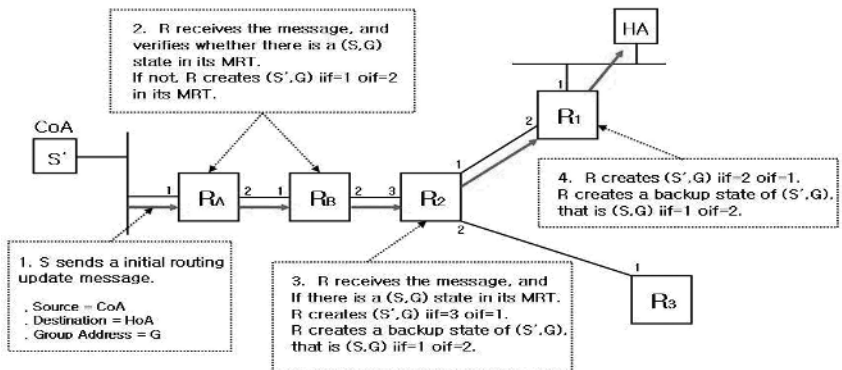 2. R receives the message, and
verifies whether there is a (S,G)
state in its MRT.
If not, R creates (S',G) iif=1 oif=2
in its MRT.
HA
CoA
S'
1
RA
2
1
RB
2
3
R2
1
2
2
1
R1
1
R3
4. R creates (S',G) iif=2 oif=1.
R creates a backup state of (S',G),
that is (S,G) iif=1 oif=2.
1. S sends a initial routing
update message.
. Source = CoA
. Destination = HoA
. Group Address = G
3. R receives the message, and
If there is a (S,G) state in its MRT.
R creates (S',G) iif=3 oif=1.
R creates a backup state of (S',G),
that is (S,G) iif=1 oif=2.